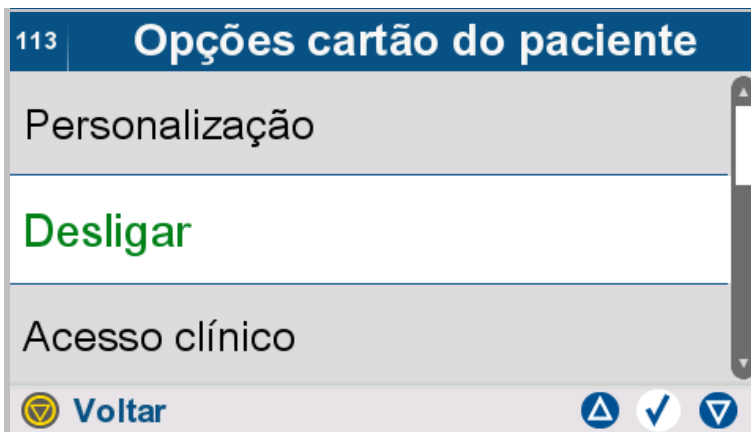 113 Opções cartão do paciente
Personalização
Desligar
Acesso clínico
Voltar